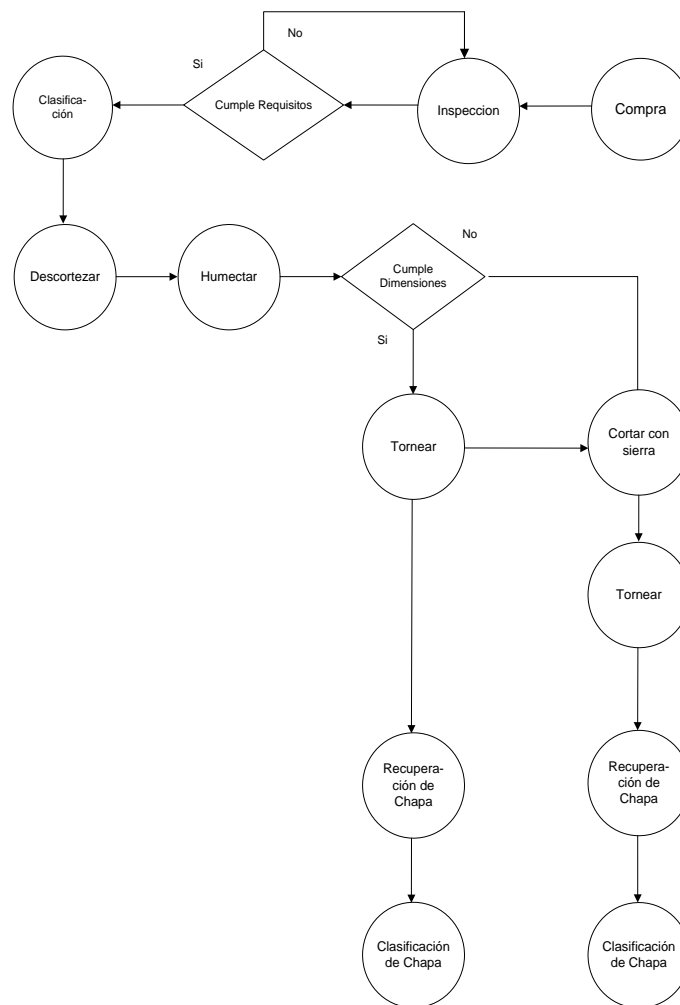 No
Si
Clasifica-
ción
Cumple Requisitos
Inspeccion
Compra
No
Descortezar
Humectar
Cumple
Dimensiones
Si
Tornear
Cortar con
sierra
Tornear
Recupera-
ción de
Chapa
Recupera-
ción de
Chapa
Clasificación
de Chapa
Clasificación
de Chapa